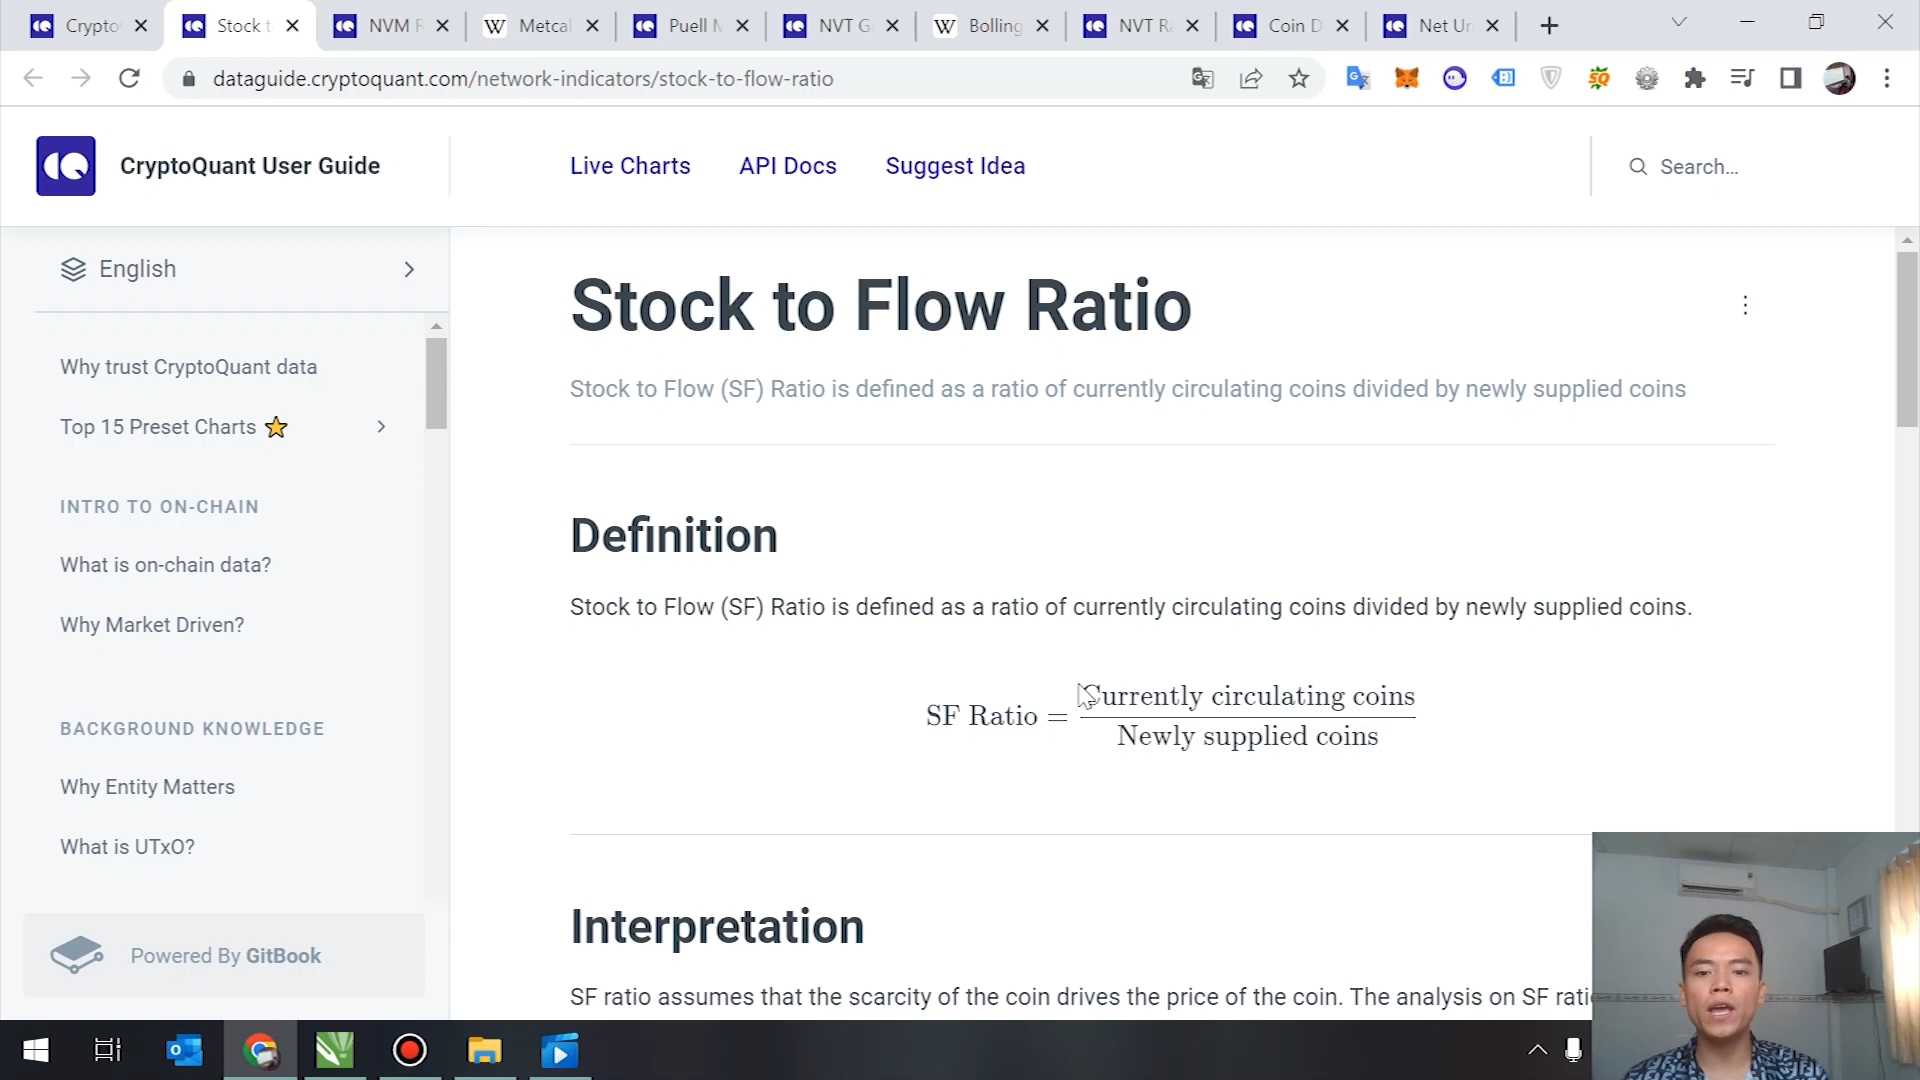 Crypto
Stock t
NVM R
Metcal
Puell M
NVT G
Bolling
NVT Ra
Coin D
Net Un
dataguide.cryptoquant.com/network-indicators/stock-to-flow-ratio
CryptoQuant User Guide
Live Charts
API Docs
Suggest Idea
Search...
English
Why trust CryptoQuant data
Top 15 Preset Charts
INTRO TO ON-CHAIN
What is on-chain data?
Why Market Driven?
BACKGROUND KNOWLEDGE
Why Entity Matters
What is UTxO?
Powered By GitBook
Stock to Flow Ratio
Stock to Flow (SF) Ratio is defined as a ratio of currently circulating coins divided by newly supplied coins
Definition
Stock to Flow (SF) Ratio is defined as a ratio of currently circulating coins divided by newly supplied coins.
SF Ratio = Currently circulating coins
Newly supplied coins
Interpretation
SF ratio assumes that the scarcity of the coin drives the price of the coin. The analysis on SF ratio